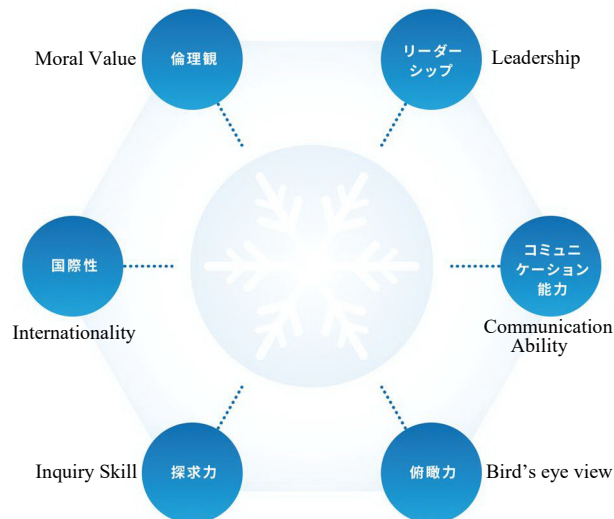 Moral Value
倫理観
リーダー
シップ
Leadership
国際性
Internationality
コミュニ
ケーション
能力
Communication
Ability
Inquiry Skill
探求力
俯瞰力
Bird’s eye view